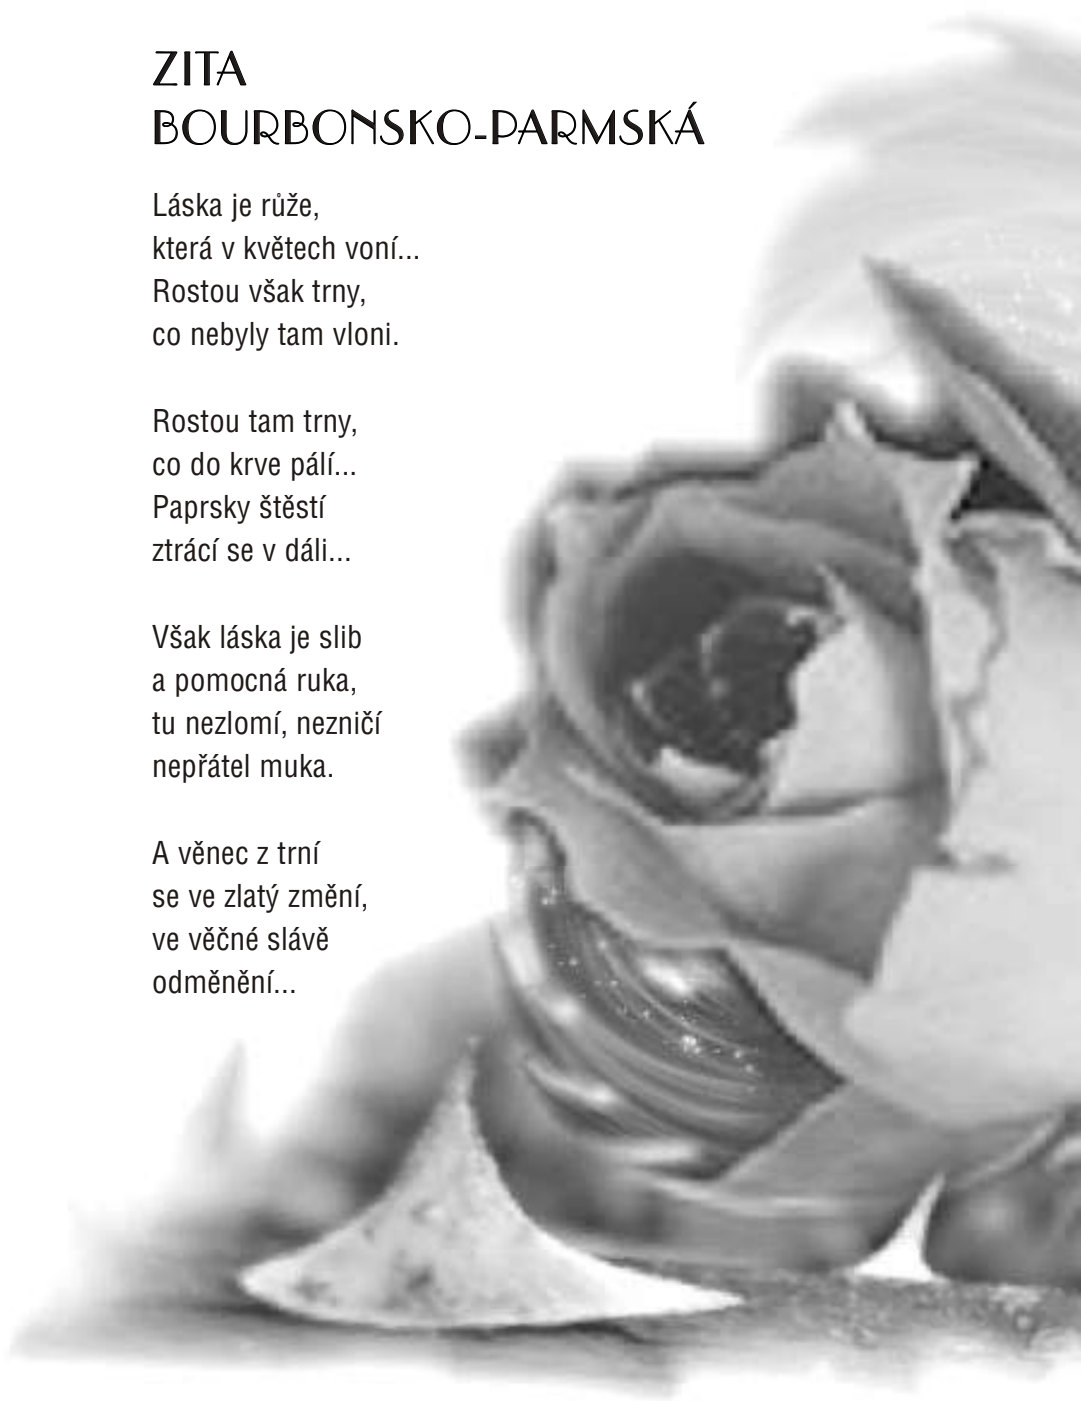 ZITA
BOURBONSKO-PARMSKÁ
Láska je růže,
která v květech voní...
Rostou však trny,
co nebyly tam vloni.
Rostou tam trny,
co do krve pálí...
Paprsky štěstí
ztrácí se v dáli...
Však láska je slib
a pomocná ruka,
tu nezlomí, nezničí
nepřátel muka.
A věnec z trní
se ve zlatý změní,
ve věčné slávě
odměnění...